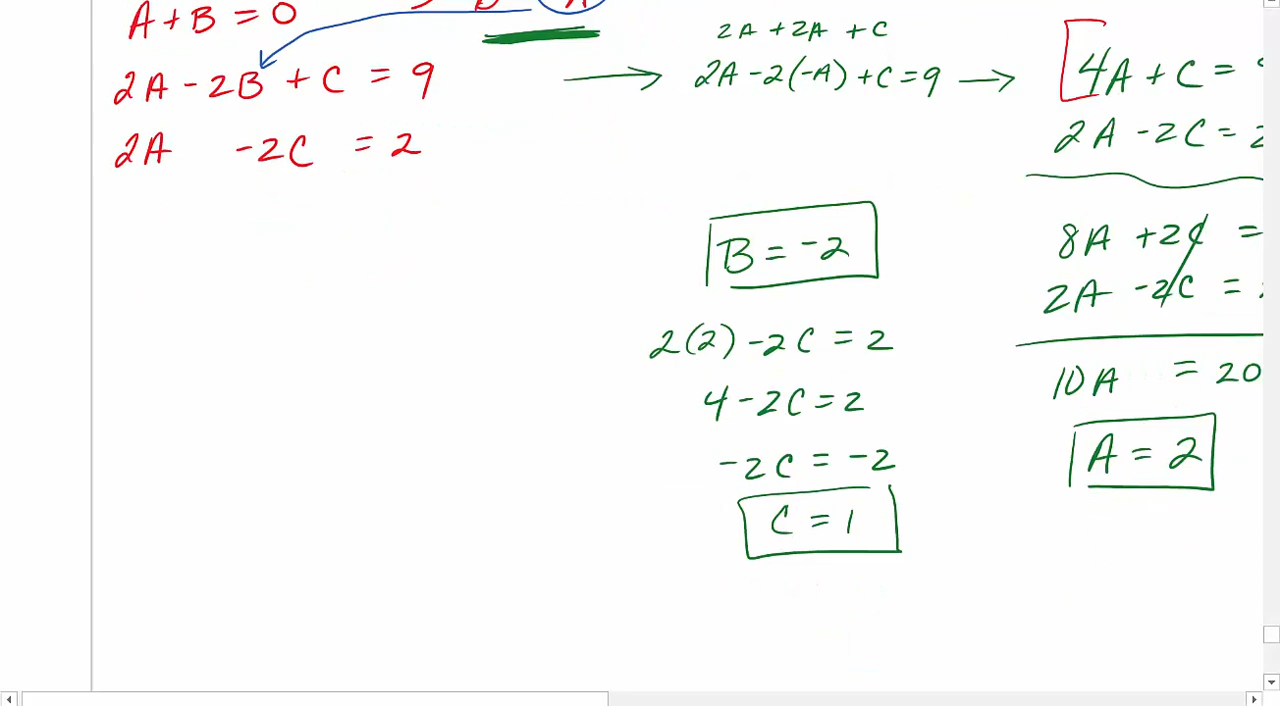 A + B = 0
2A - 2B + C = 9
2A -2C = 2
2A + 2A + C
2A - 2(-A) + C = 9
B = -2
2(2) - 2C = 2
4 - 2C = 2
-2C = -2
C = 1
4A + C =
2A - 2C = 2
8A + 2C =
2A - 2C =
10A = 20
A = 2